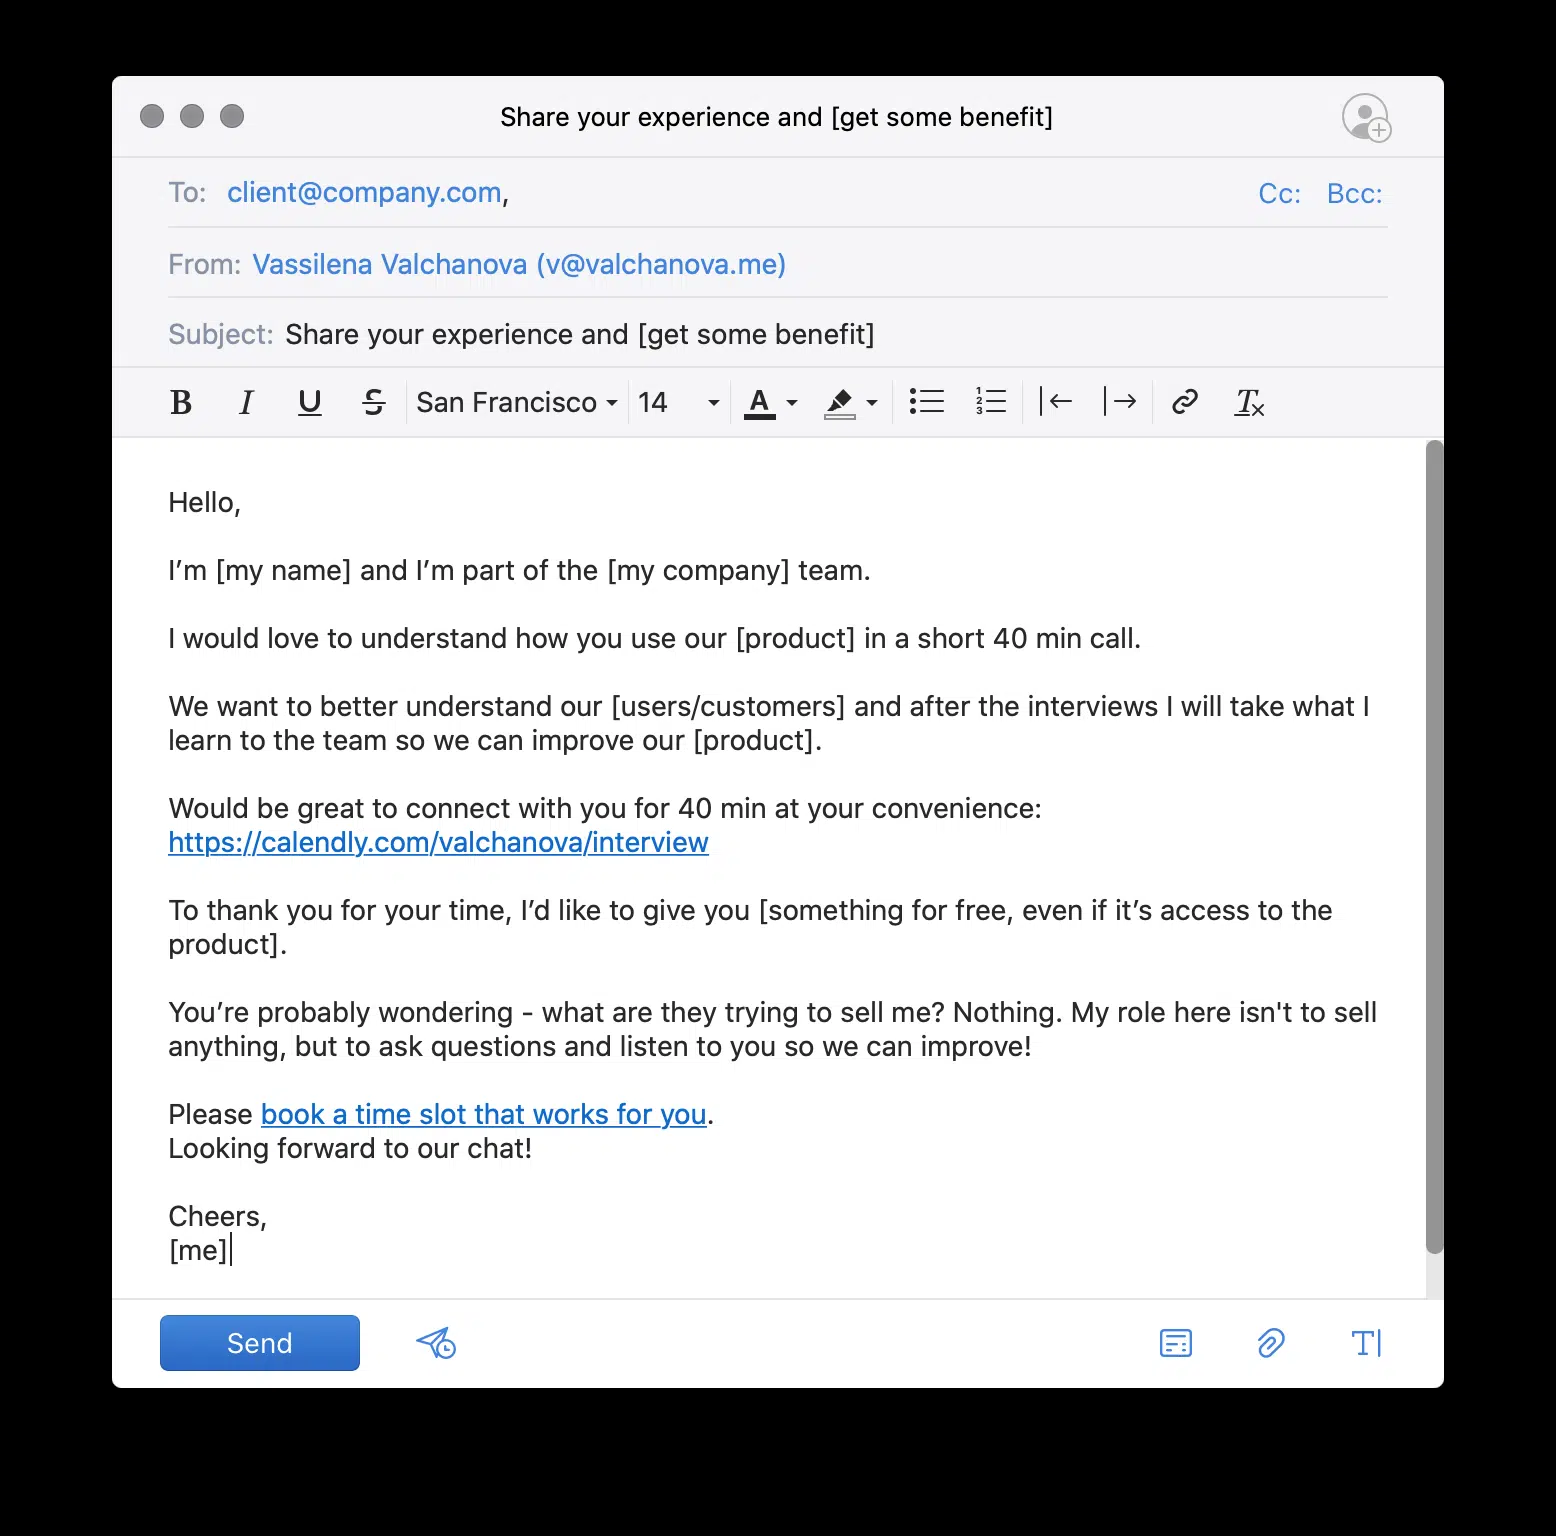 Share your experience and [get some benefit]
To: client@company.com, Cc: Bcc:
From: Vassilena Valchanova (v@valchanova.me)
Subject: Share your experience and [get some benefit]
B I U S San Francisco 14 A T
Hello,
I’m [my name] and I’m part of the [my company] team.
I would love to understand how you use our [product] in a short 40 min call.
We want to better understand our [users/customers] and after the interviews I will take what I
learn to the team so we can improve our [product].
Would be great to connect with you for 40 min at your convenience:
https://calendly.com/valchanova/interview
To thank you for your time, I’d like to give you [something for free, even if it’s access to the
product].
You’re probably wondering - what are they trying to sell me? Nothing. My role here isn't to sell
anything, but to ask questions and listen to you so we can improve!
Please book a time slot that works for you.
Looking forward to our chat!
Cheers,
[me]
Send